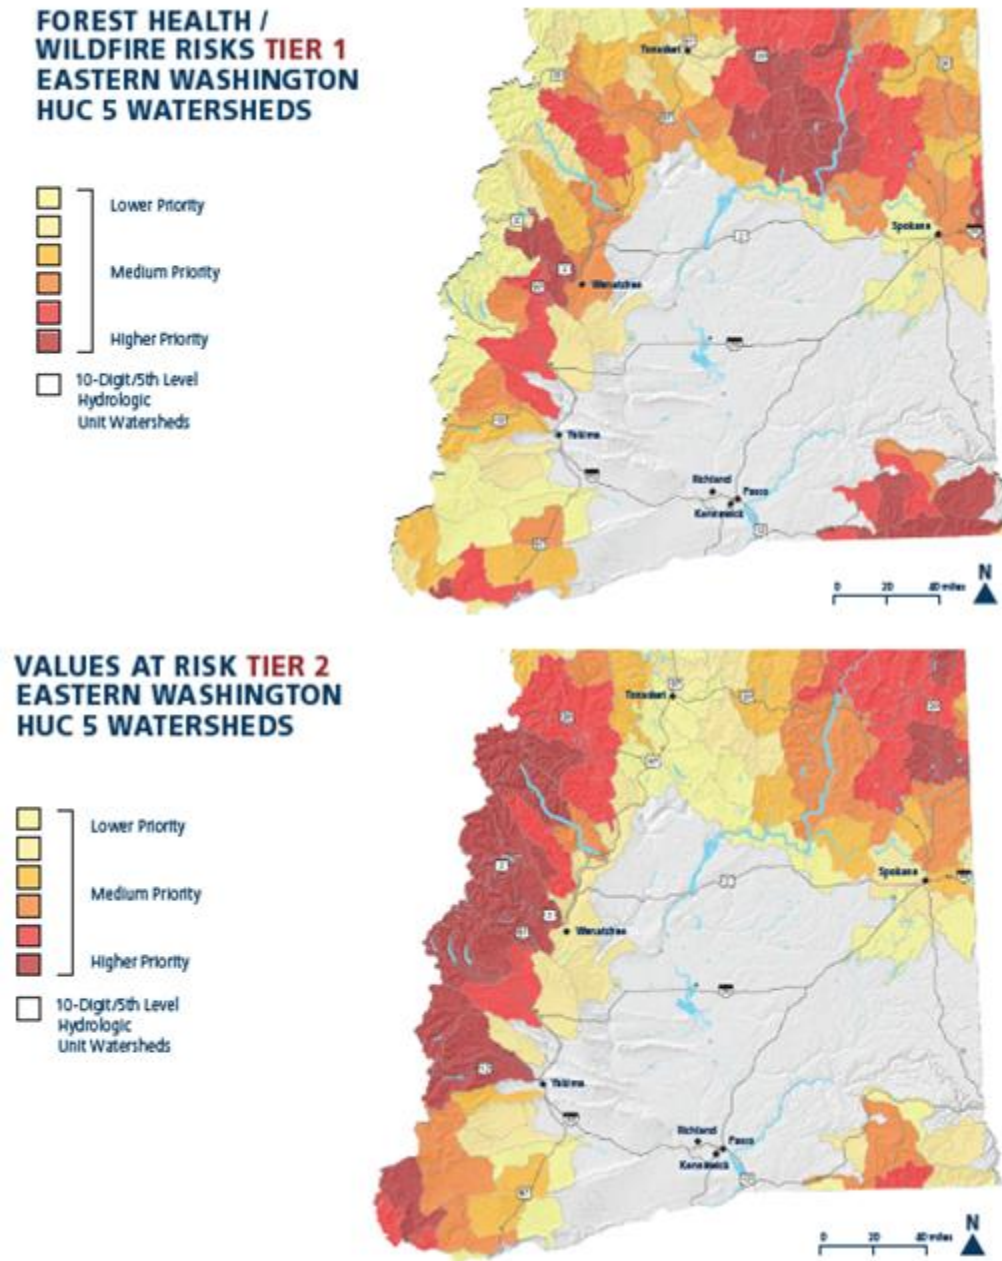 FOREST HEALTH /
WILDFIRE RISKS TIER 1
EASTERN WASHINGTON
HUC 5 WATERSHEDS
Lower Priority
Medium Priority
Higher Priority
10-Digit/5th Level
Hydrologic
Unit Watersheds
Tonasket
Spokane
Wenatchee
Yakima
Richland
Pasco
Kennewick
N
0 20 40 miles
VALUES AT RISK TIER 2
EASTERN WASHINGTON
HUC 5 WATERSHEDS
Lower Priority
Medium Priority
Higher Priority
10-Digit/5th Level
Hydrologic
Unit Watersheds
Tonasket
Spokane
Wenatchee
Yakima
Richland
Pasco
Kennewick
N
0 20 40 miles